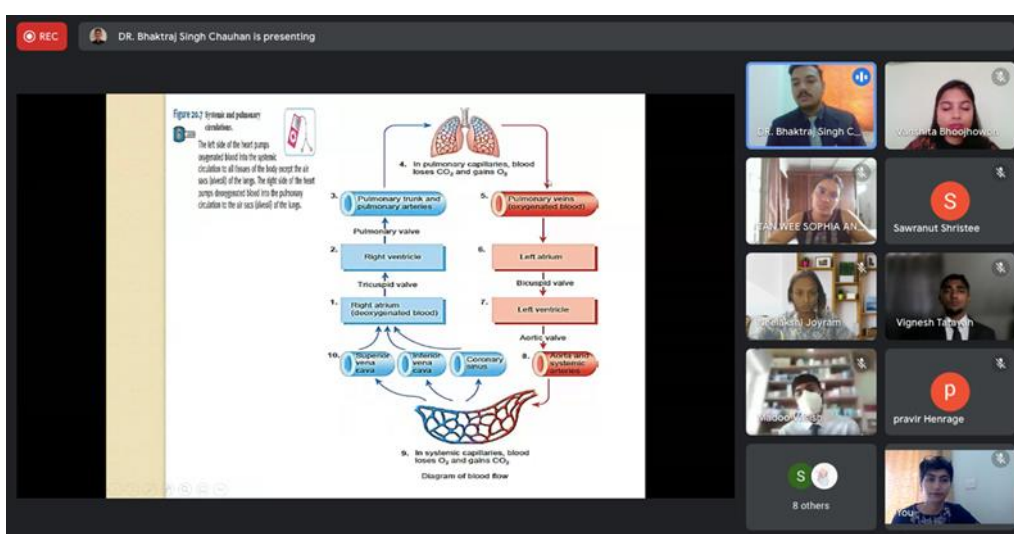 REC
DR. Bhaktraj Singh Chauhan is presenting
Figure 20.7 Systemic and pulmonary
circulations.
The left side of the heart pumps
oxygenated blood into the systemic
circulation to all tissues of the body except the air
sacs (alveoli) of the lungs. The right side of the heart
pumps deoxygenated blood into the pulmonary
circulation to the air sacs (alveoli) of the lungs.
4. In pulmonary capillaries, blood
loses CO₂ and gains O₂
3. Pulmonary trunk and
pulmonary arteries
5. Pulmonary veins
(oxygenated blood)
Pulmonary valve
2. Right ventricle
6. Left atrium
Tricuspid valve
Bicuspid valve
1. Right atrium
(deoxygenated blood)
7. Left ventricle
Aortic valve
10. Superior
vena
cava
Inferior
vena
cava
Coronary
sinus
8. Aorta and
systemic
arteries
9. In systemic capillaries, blood
loses O₂ and gains CO₂
Diagram of blood flow
DR. Bhaktraj Singh C...
Vanshita Bhoojhowon
TAN WEE SOPHIA AN...
S
Sawranut Shristee
Joyram
Vignesh
p
pravir Henrage
S
8 others
You